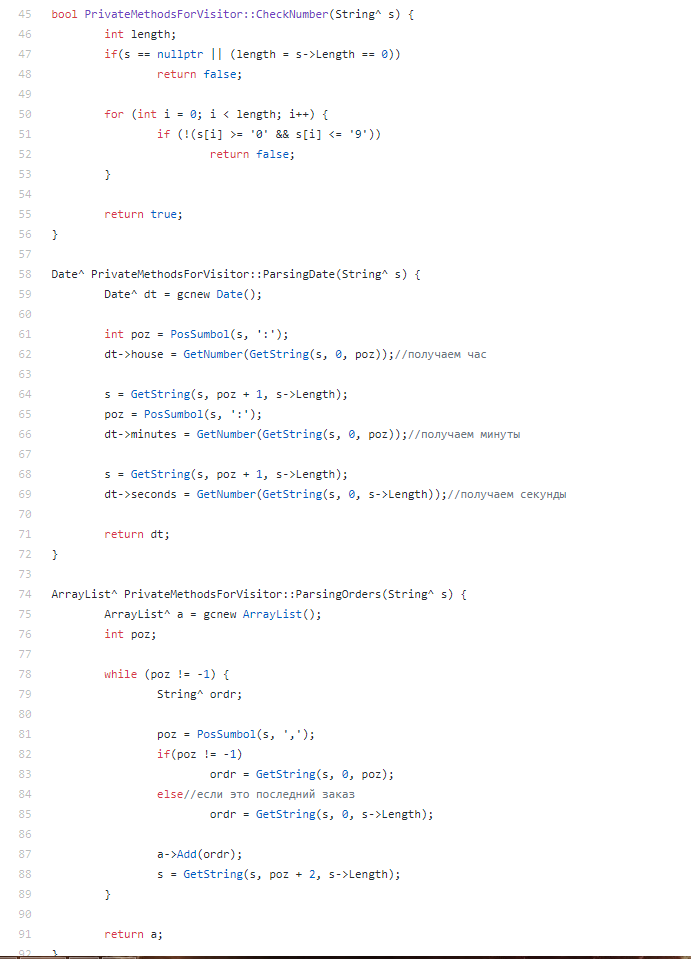 45 bool PrivateMethodsForVisitor::CheckNumber(String^ s) {
46 int length;
47 if(s == nullptr || (length = s->Length == 0))
48 return false;
49
50 for (int i = 0; i < length; i++) {
51 if (!(s[i] >= '0' && s[i] <= '9'))
52 return false;
53 }
54
55 return true;
56 }
57
58 Date^ PrivateMethodsForVisitor::ParsingDate(String^ s) {
59 Date^ dt = gcnew Date();
60
61 int poz = PosSumbol(s, ':');
62 dt->house = GetNumber(GetString(s, 0, poz));//получаем час
63
64 s = GetString(s, poz + 1, s->Length);
65 poz = PosSumbol(s, ':');
66 dt->minutes = GetNumber(GetString(s, 0, poz));//получаем минуты
67
68 s = GetString(s, poz + 1, s->Length);
69 dt->seconds = GetNumber(GetString(s, 0, s->Length));//получаем секунды
70
71 return dt;
72 }
73
74 ArrayList^ PrivateMethodsForVisitor::ParsingOrders(String^ s) {
75 ArrayList^ a = gcnew ArrayList();
76 int poz;
77
78 while (poz != -1) {
79 String^ ordr;
80
81 poz = PosSumbol(s, ',');
82 if(poz != -1)
83 ordr = GetString(s, 0, poz);
84 else//если это последний заказ
85 ordr = GetString(s, 0, s->Length);
86
87 a->Add(ordr);
88 s = GetString(s, poz + 2, s->Length);
89 }
90
91 return a;
92 }